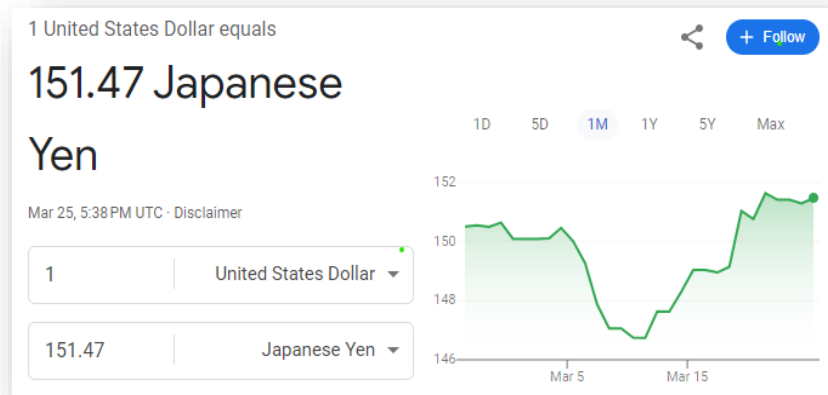 1 United States Dollar equals
+ Follow
151.47 Japanese
Yen
Mar 25, 5:38 PM UTC · Disclaimer
1 United States Dollar
151.47 Japanese Yen
1D 5D 1M 1Y 5Y Max
152
150
148
146
Mar 5 Mar 15